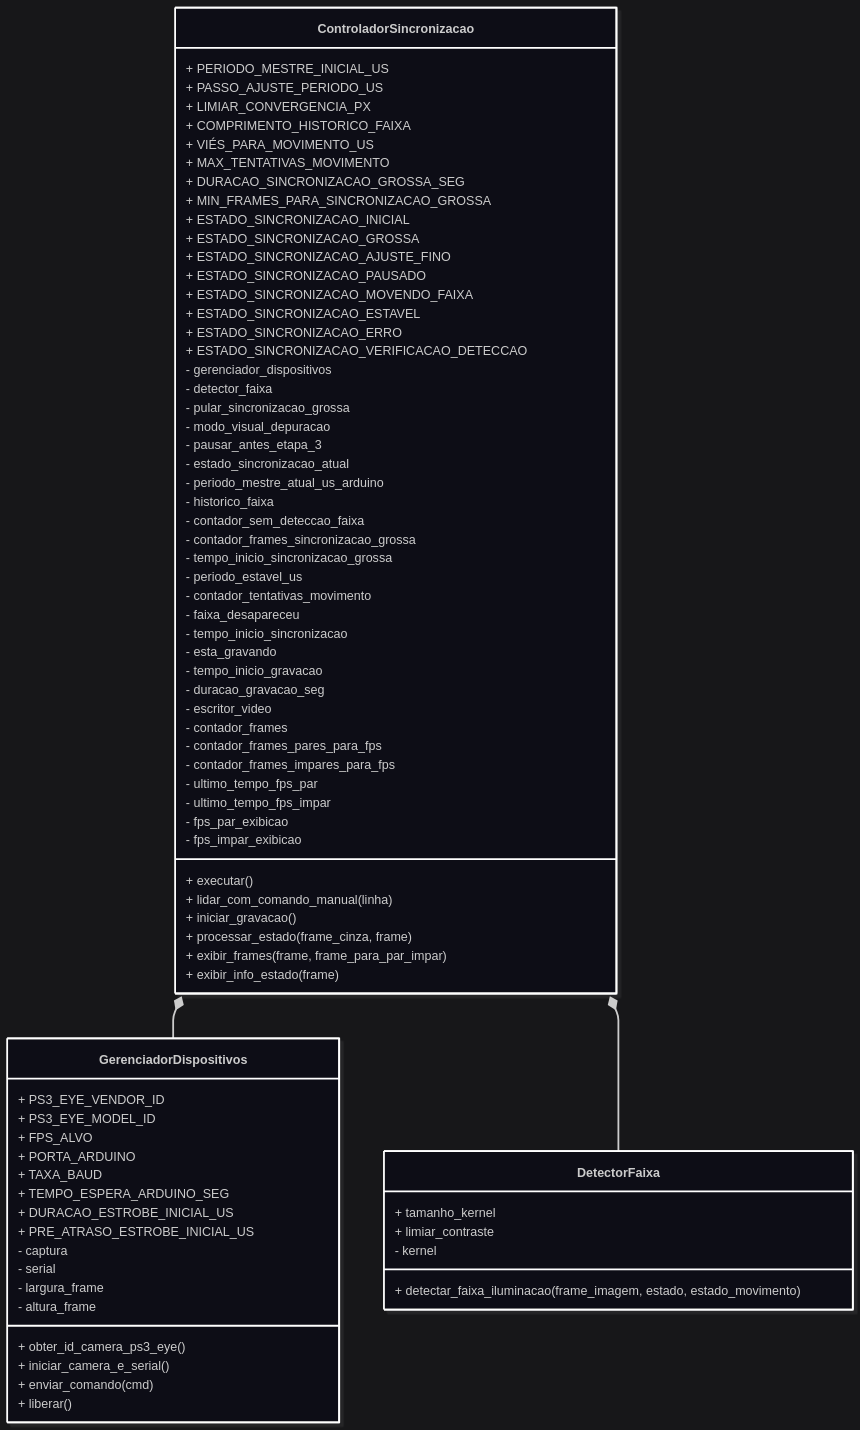 ControladorSincronizacao
+ PERIODO_MESTRE_INICIAL_US
+ PASSO_AJUSTE_PERIODO_US
+ LIMIAR_CONVERGENCIA_PX
+ COMPRIMENTO_HISTORICO_FAIXA
+ VIÉS_PARA_MOVIMENTO_US
+ MAX_TENTATIVAS_MOVIMENTO
+ DURACAO_SINCRONIZACAO_GROSSA_SEG
+ MIN_FRAMES_PARA_SINCRONIZACAO_GROSSA
+ ESTADO_SINCRONIZACAO_INICIAL
+ ESTADO_SINCRONIZACAO_GROSSA
+ ESTADO_SINCRONIZACAO_AJUSTE_FINO
+ ESTADO_SINCRONIZACAO_PAUSADO
+ ESTADO_SINCRONIZACAO_MOVENDO_FAIXA
+ ESTADO_SINCRONIZACAO_ESTAVEL
+ ESTADO_SINCRONIZACAO_ERRO
+ ESTADO_SINCRONIZACAO_VERIFICACAO_DETECCAO
- gerenciador_dispositivos
- detector_faixa
- pular_sincronizacao_grossa
- modo_visual_depuracao
- pausar_antes_etapa_3
- estado_sincronizacao_atual
- periodo_mestre_atual_us_arduino
- historico_faixa
- contador_sem_deteccao_faixa
- contador_frames_sincronizacao_grossa
- tempo_inicio_sincronizacao_grossa
- periodo_estavel_us
- contador_tentativas_movimento
- faixa_desapareceu
- tempo_inicio_sincronizacao
- esta_gravando
- tempo_inicio_gravacao
- duracao_gravacao_seg
- escritor_video
- contador_frames
- contador_frames_pares_para_fps
- contador_frames_impares_para_fps
- ultimo_tempo_fps_par
- ultimo_tempo_fps_impar
- fps_par_exibicao
- fps_impar_exibicao
+ executar()
+ lidar_com_comando_manual(linha)
+ iniciar_gravacao()
+ processar_estado(frame_cinza, frame)
+ exibir_frames(frame, frame_para_par_impar)
+ exibir_info_estado(frame)
GerenciadorDispositivos
+ PS3_EYE_VENDOR_ID
+ PS3_EYE_MODEL_ID
+ FPS_ALVO
+ PORTA_ARDUINO
+ TAXA_BAUD
+ TEMPO_ESPERA_ARDUINO_SEG
+ DURACAO_ESTROBE_INICIAL_US
+ PRE_ATRASO_ESTROBE_INICIAL_US
- captura
- serial
- largura_frame
- altura_frame
+ obter_id_camera_ps3_eye()
+ iniciar_camera_e_serial()
+ enviar_comando(cmd)
+ liberar()
DetectorFaixa
+ tamanho_kernel
+ limiar_contraste
- kernel
+ detectar_faixa_iluminacao(frame_imagem, estado, estado_movimento)